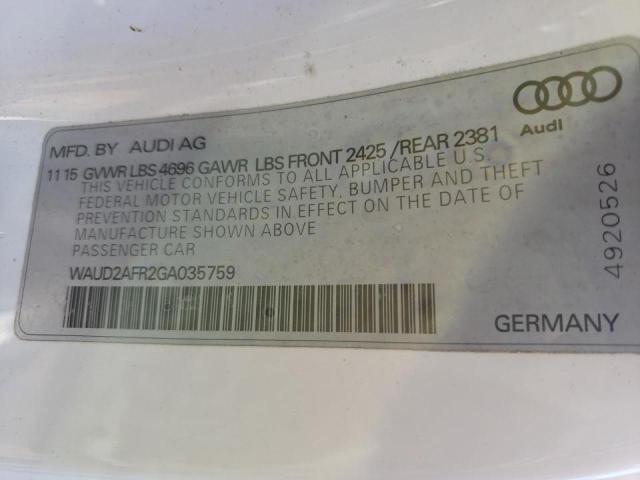 MFD. BY AUDI AG
11 15 GVWR LBS 4696 GAWR LBS FRONT 2425 /REAR 2381
THIS VEHICLE CONFORMS TO ALL APPLICABLE U.S.
FEDERAL MOTOR VEHICLE SAFETY, BUMPER AND THEFT
PREVENTION STANDARDS IN EFFECT ON THE DATE OF
MANUFACTURE SHOWN ABOVE
PASSENGER CAR
WAUD2AFR2GA035759
Audi
4920526
GERMANY